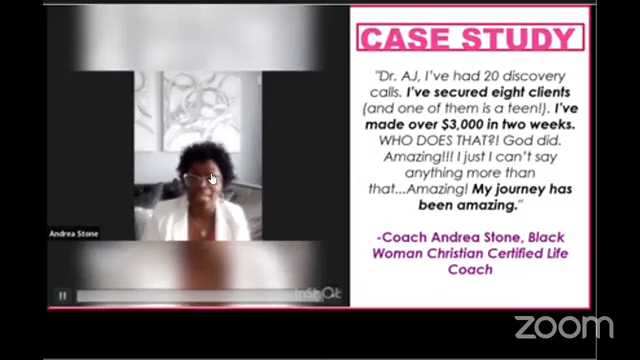 CASE STUDY
"Dr. AJ, I've had 20 discovery
calls. I've secured eight clients
(and one of them is a teen!). I've
made over $3,000 in two weeks.
WHO DOES THAT?! God did.
Amazing!!! I just I can't say
anything more than
that...Amazing! My journey has
been amazing."
-Coach Andrea Stone, Black
Woman Christian Certified Life
Coach
Andrea Stone
InShOt
zoom